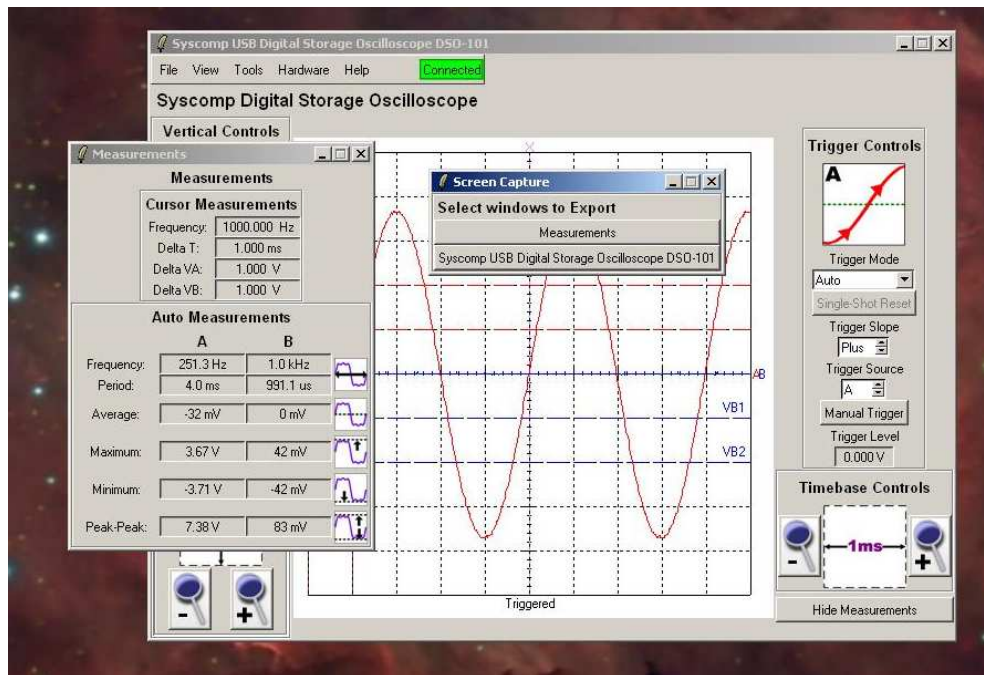 Syscomp USB Digital Storage Oscilloscope DSO-101
File View Tools Hardware Help Connected
Syscomp Digital Storage Oscilloscope
Vertical Controls
Measurements
Measurements
Cursor Measurements
Frequency: 1000.000 Hz
Delta T: 1.000 ms
Delta VA: 1.000 V
Delta VB: 1.000 V
Auto Measurements
A B
Frequency: 251.3 Hz 1.0 kHz
Period: 4.0 ms 991.1 us
Average: -32 mV 0 mV
Maximum: 3.67 V 42 mV
Minimum: -3.71 V -42 mV
Peak-Peak: 7.38 V 83 mV
- +
X
Screen Capture
Select windows to Export
Measurements
Syscomp USB Digital Storage Oscilloscope DSO-101
VB1
VB2
Triggered
Trigger Controls
A
Trigger Mode
Auto
Single-Shot Reset
Trigger Slope
Plus
Trigger Source
A
Manual Trigger
Trigger Level
0.000 V
Timebase Controls
- 1ms +
Hide Measurements